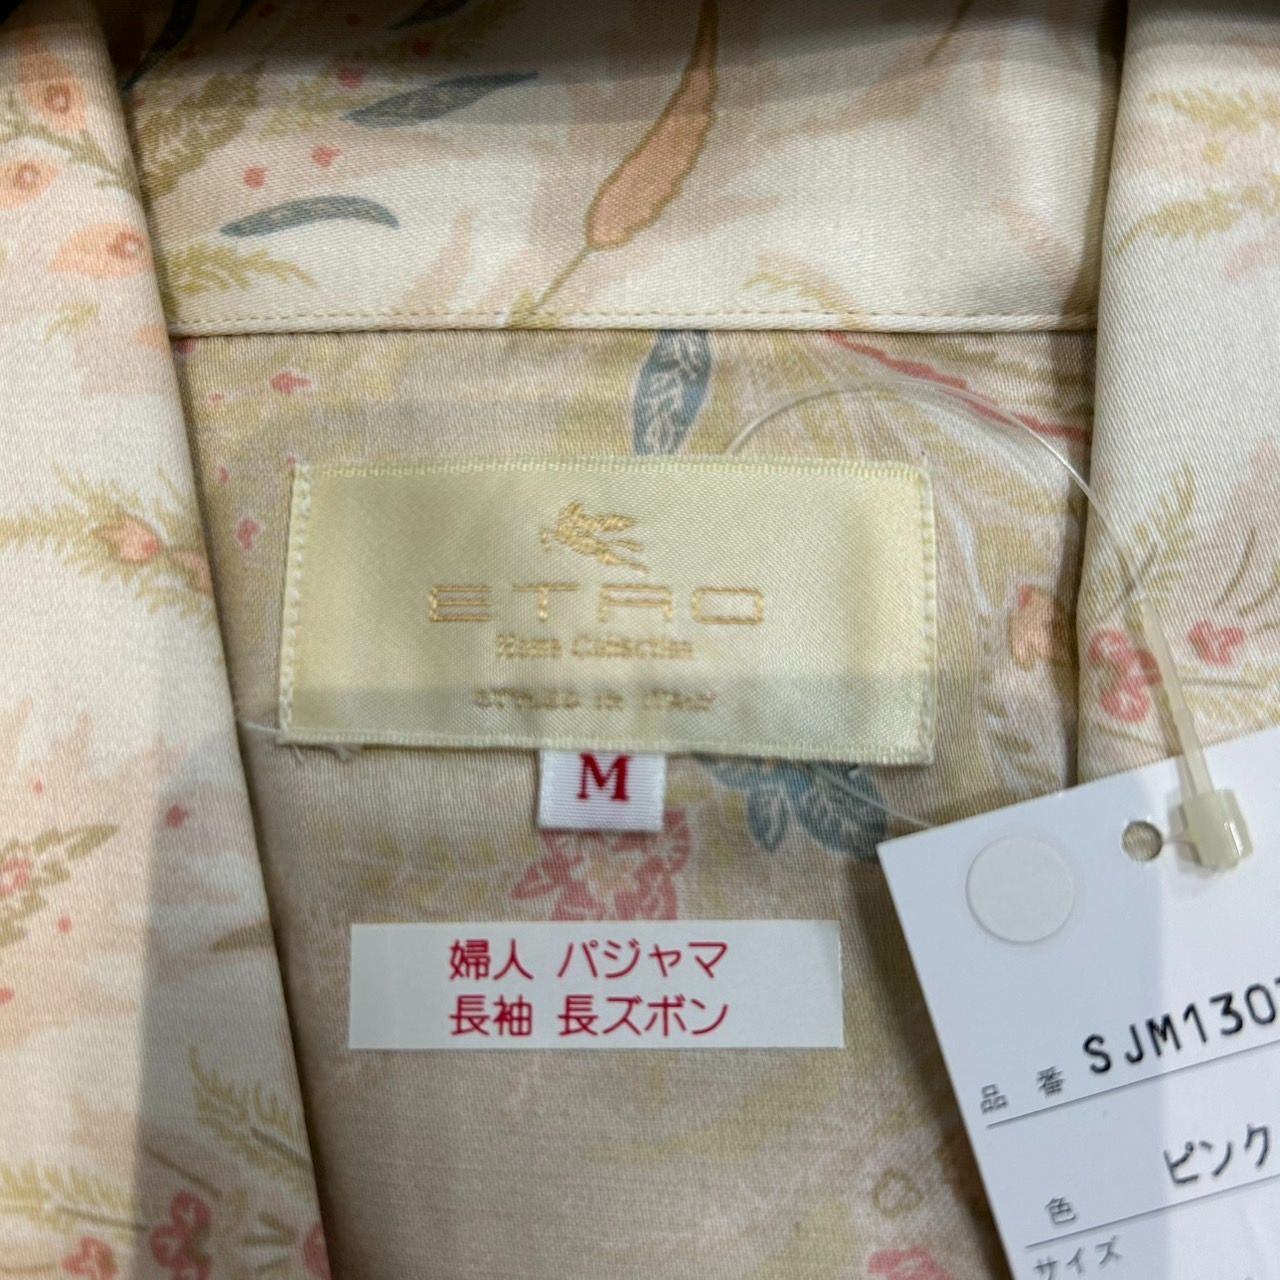 ETRO
Home Collection
STYLED IN ITALY
M
婦人 パジャマ
長袖 長ズボン
品 番 SJM130
色 ピンク
サイズ